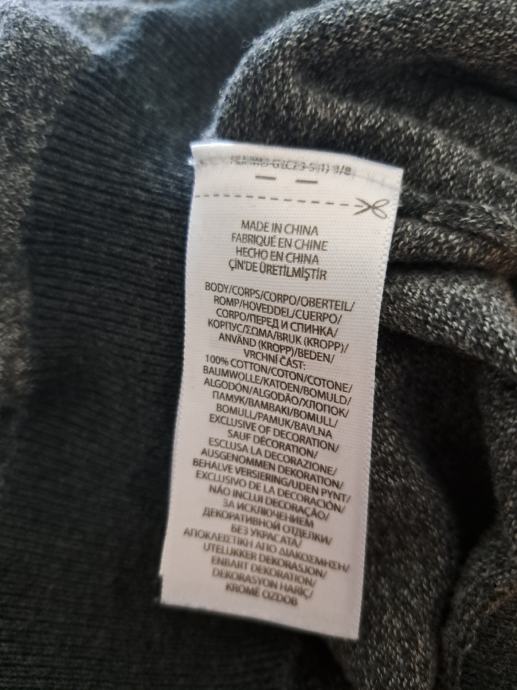 MADE IN CHINA
FABRIQUÉ EN CHINE
HECHO EN CHINA
ÇİN'DE ÜRETİLMİŞTİR
BODY/CORPS/CORPO/OBERTEIL/
ROMP/HOVEDDEL/CUERPO/
CORPO/ПЕРЕД И СПИНКА/
КОРПУС/ΣΩΜΑ/BRUK (KROPP)/
ANVÄND (KROPP)/BEDEN/
VRCHNÍ ČÁST:
100% COTTON/COTON/COTONE/
BAUMWOLLE/KATOEN/BOMULD/
ALGODÓN/ALGODÃO/ХЛОПОК/
ПАМУК/ΒΑΜΒΑΚΙ/BOMULL/
BOMULL/PAMUK/BAVLNA
EXCLUSIVE OF DECORATION/
SAUF DÉCORATION/
ESCLUSA LA DECORAZIONE/
AUSGENOMMEN DEKORATION/
BEHALVE VERSIERING/UDEN PYNT/
EXCLUSIVO DE LA DECORACIÓN/
NÃO INCLUI DECORAÇÃO/
ЗА ИСКЛЮЧЕНИЕМ
ДЕКОРАТИВНОЙ ОТДЕЛКИ/
БЕЗ УКРАСАТА/
ΑΠΟΚΛΕΙΣΤΙΚΗ ΑΠΟ ΔΙΑΚΟΣΜΗΣΗ/
UTELUKKER DEKORASJON/
ENBART DEKORATION/
DEKORASYON HARİÇ/
KROMĚ OZDOB